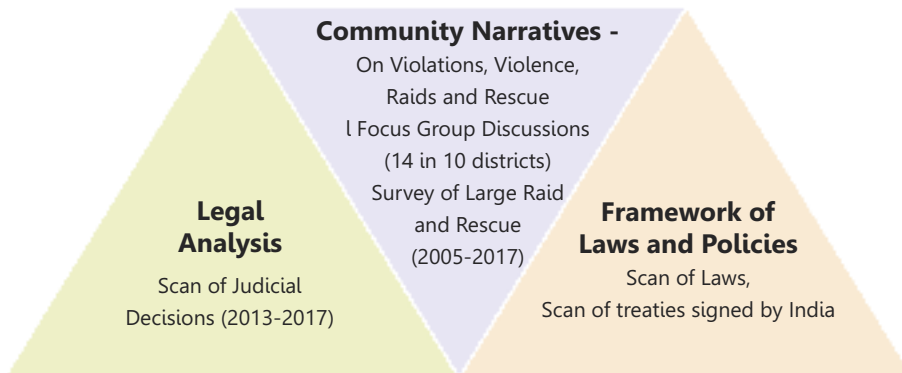 Community Narratives -
On Violations, Violence,
Raids and Rescue
l Focus Group Discussions
(14 in 10 districts)
Survey of Large Raid
and Rescue
(2005-2017)
Legal
Analysis
Scan of Judicial
Decisions (2013-2017)
Framework of
Laws and Policies
Scan of Laws,
Scan of treaties signed by India